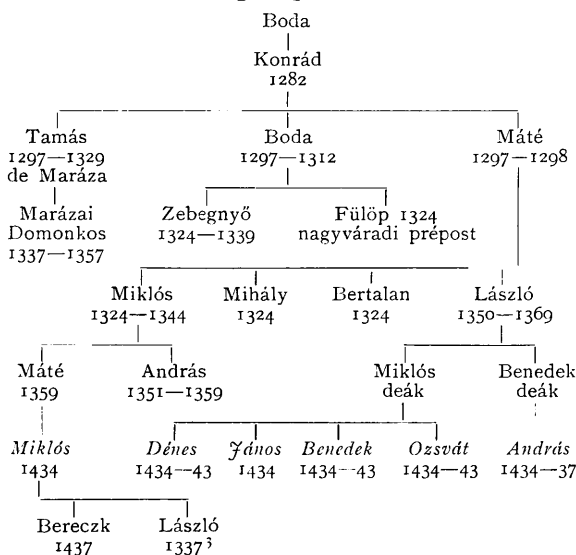 Boda
Konrád
1282
Tamás Boda Máté
1297—1329 1297—1312 1297—1298
de Maráza
Marázai Zebegnyő Fülöp 1324
Domonkos 1324—1339 nagyváradi prépost
1337—1357
Miklós Mihály Bertalan László
1324—1344 1324 1324 1350—1369
Máté András Miklós Benedek
1359 1351—1359 deák deák
Miklós Dénes János Benedek Ozsvát András
1434 1434—43 1434 1434—43 1434—43 1434—37
Bereczk László
1437 1337³